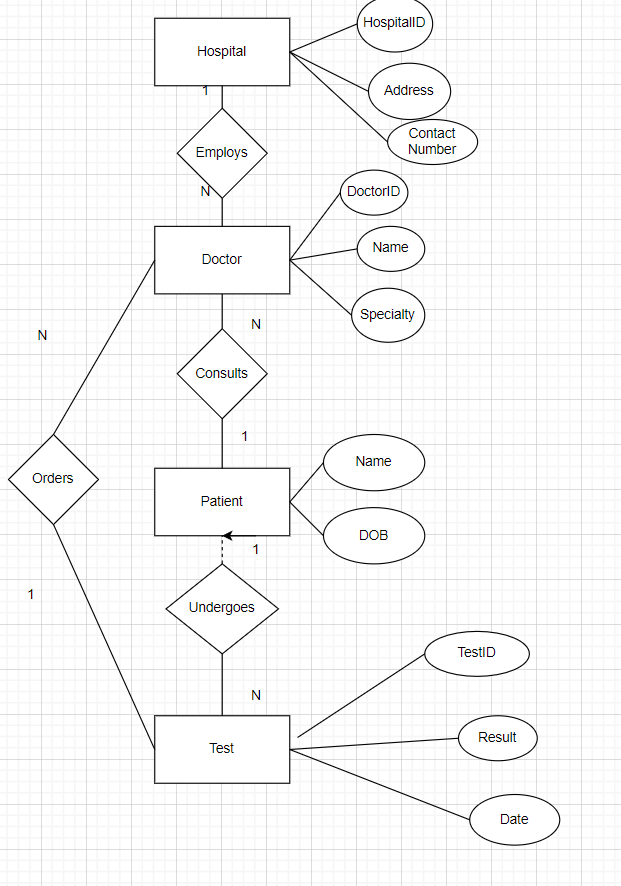 HospitalID
Hospital
Address
1
Contact
Number
Employs
DoctorID
N
Name
Doctor
Specialty
N
N
Consults
1
Name
Orders
Patient
DOB
1
1
Undergoes
TestID
N
Result
Test
Date